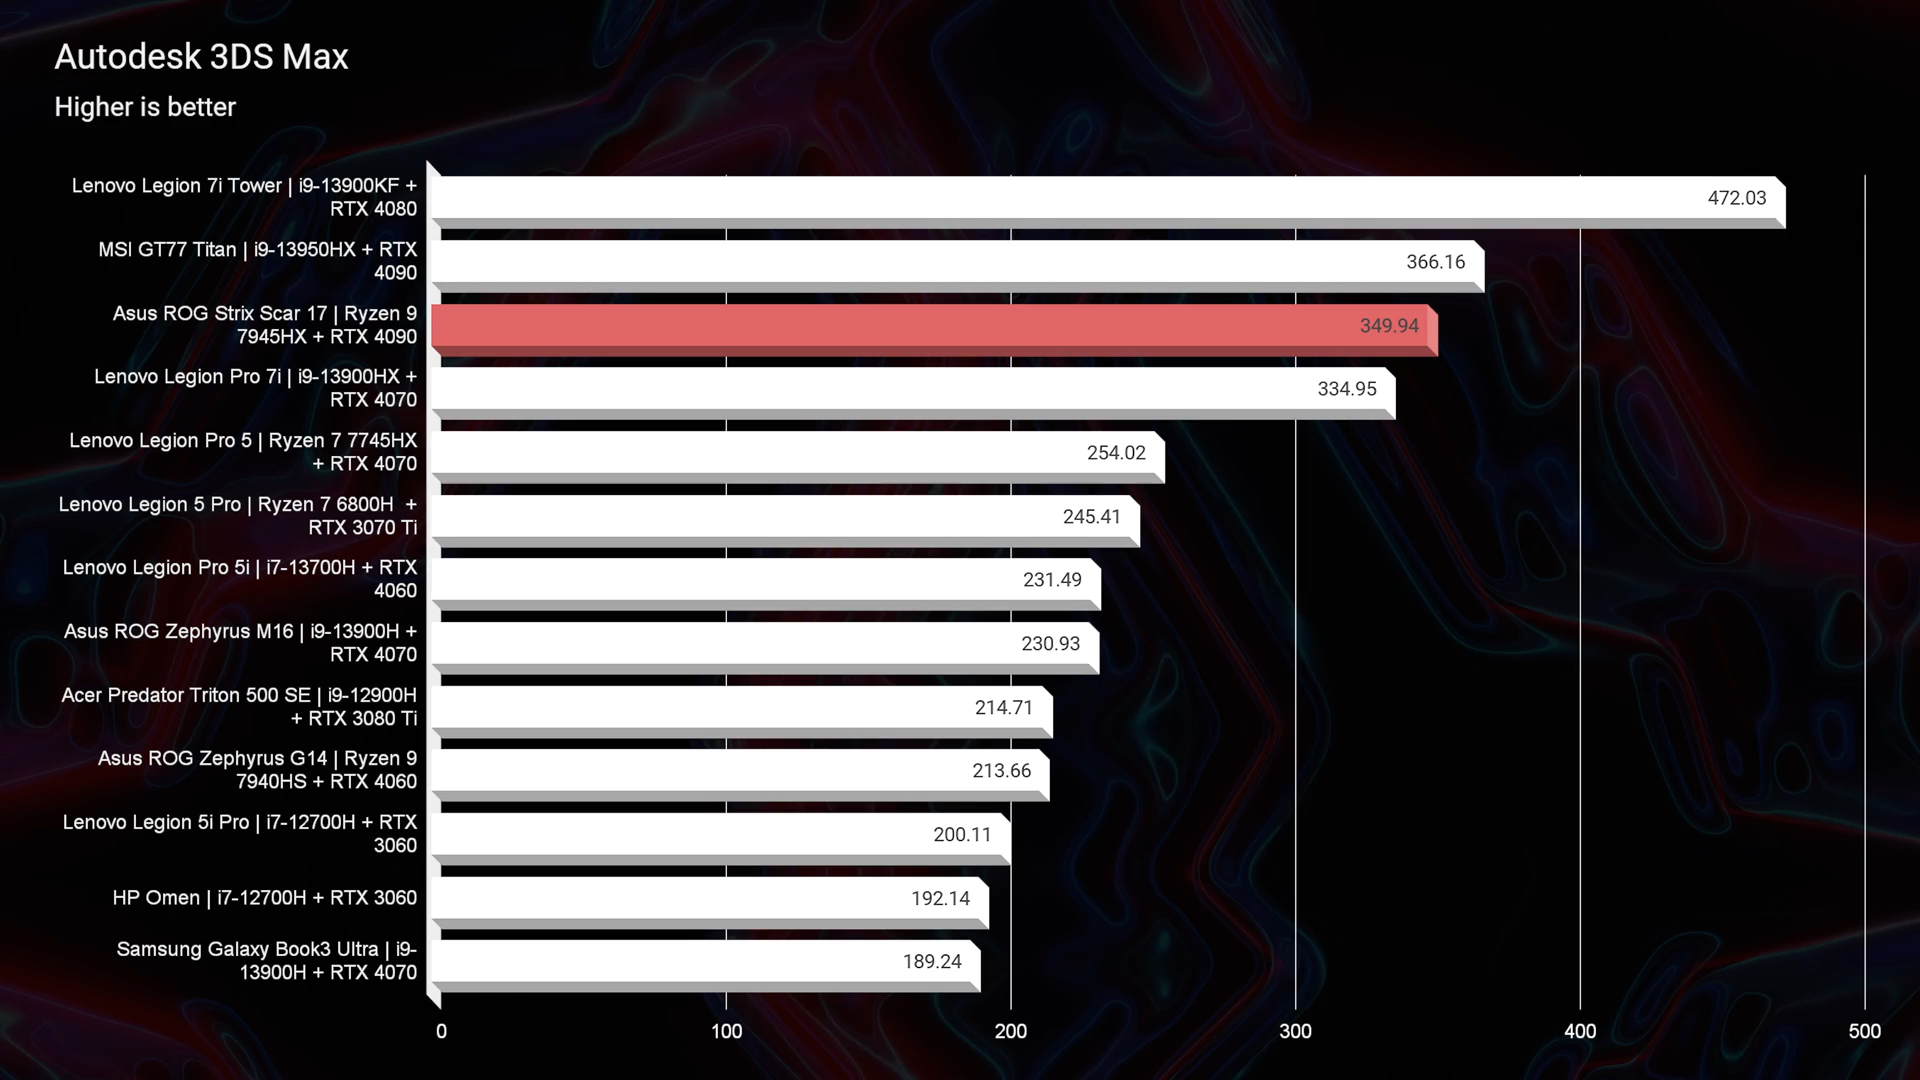 Autodesk 3DS Max
Higher is better
Lenovo Legion 7i Tower | i9-13900KF +
RTX 4080
472.03
MSI GT77 Titan | i9-13950HX + RTX
4090
366.16
Asus ROG Strix Scar 17 | Ryzen 9
7945HX + RTX 4090
349.94
Lenovo Legion Pro 7i | i9-13900HX +
RTX 4070
334.95
Lenovo Legion Pro 5 | Ryzen 7 7745HX
+ RTX 4070
254.02
Lenovo Legion 5 Pro | Ryzen 7 6800H  +
RTX 3070 Ti
245.41
Lenovo Legion Pro 5i | i7-13700H + RTX
4060
231.49
Asus ROG Zephyrus M16 | i9-13900H +
RTX 4070
230.93
Acer Predator Triton 500 SE | i9-12900H
+ RTX 3080 Ti
214.71
Asus ROG Zephyrus G14 | Ryzen 9
7940HS + RTX 4060
213.66
Lenovo Legion 5i Pro | i7-12700H + RTX
3060
200.11
HP Omen | i7-12700H + RTX 3060
192.14
Samsung Galaxy Book3 Ultra | i9-
13900H + RTX 4070
189.24
0 100 200 300 400 500